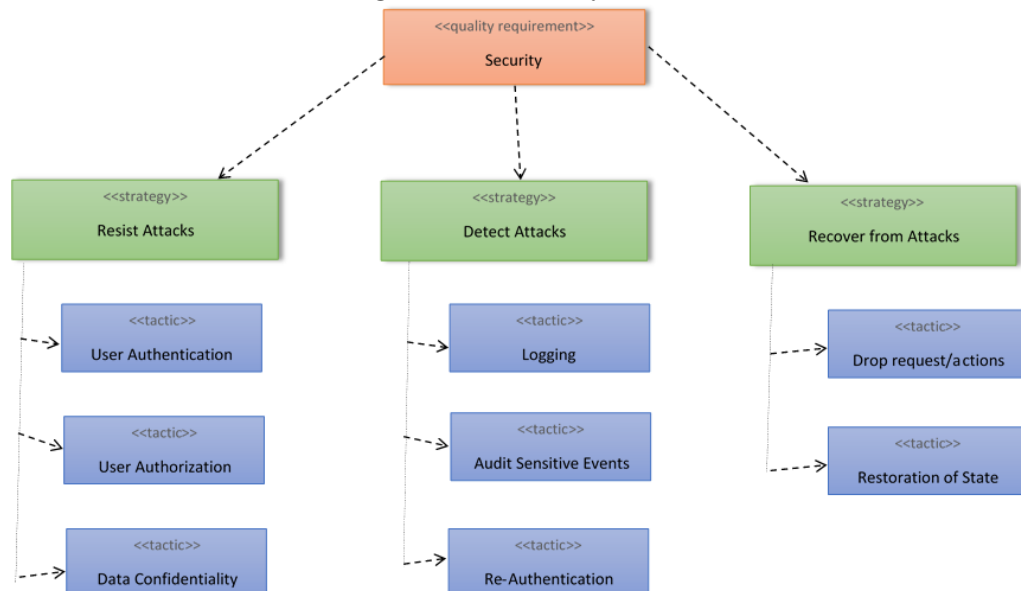 <<quality requirement>>
Security
<<strategy>>
Resist Attacks
<<tactic>>
User Authentication
<<tactic>>
User Authorization
<<tactic>>
Data Confidentiality
<<strategy>>
Detect Attacks
<<tactic>>
Logging
<<tactic>>
Audit Sensitive Events
<<tactic>>
Re-Authentication
<<strategy>>
Recover from Attacks
<<tactic>>
Drop request/actions
<<tactic>>
Restoration of State